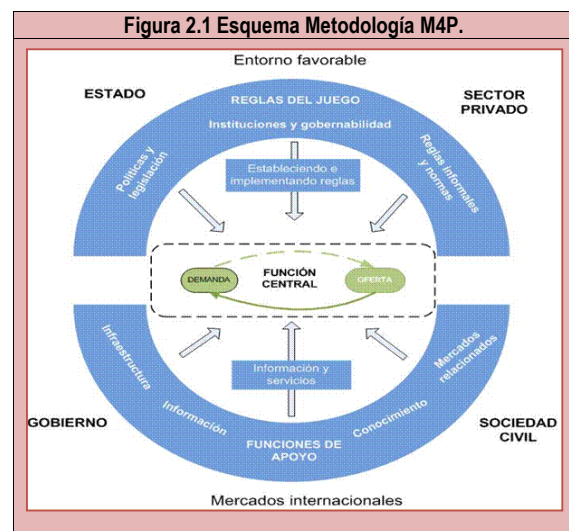 Figura 2.1 Esquema Metodología M4P.
Entorno favorable
ESTADO
SECTOR
PRIVADO
REGLAS DEL JUEGO
Instituciones y gobernabilidad
Políticas y
legislación
Reglas informales
y normas
Estableciendo e
implementando reglas
DEMANDA
FUNCIÓN
CENTRAL
OFERTA
Infraestructura
Información
Información y
servicios
Conocimiento
Mercados
relacionados
GOBIERNO
FUNCIONES DE
APOYO
SOCIEDAD
CIVIL
Mercados internacionales